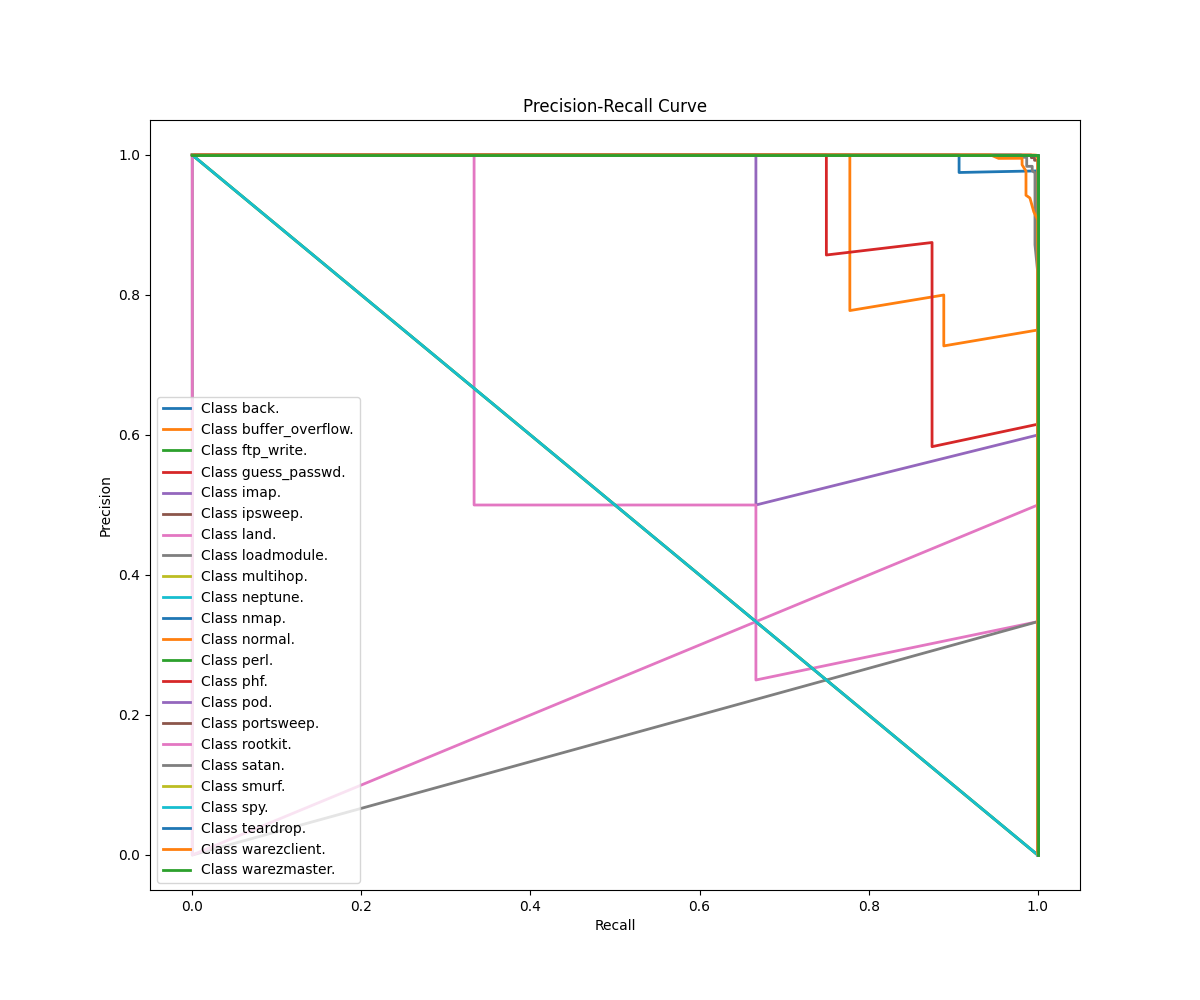 Precision-Recall Curve
1.0
0.8
0.6
0.4
0.2
0.0
Precision
Class back.
Class buffer_overflow.
Class ftp_write.
Class guess_passwd.
Class imap.
Class ipsweep.
Class land.
Class loadmodule.
Class multihop.
Class neptune.
Class nmap.
Class normal.
Class perl.
Class phf.
Class pod.
Class portsweep.
Class rootkit.
Class satan.
Class smurf.
Class spy.
Class teardrop.
Class warezclient.
Class warezmaster.
0.0 0.2 0.4 0.6 0.8 1.0
Recall